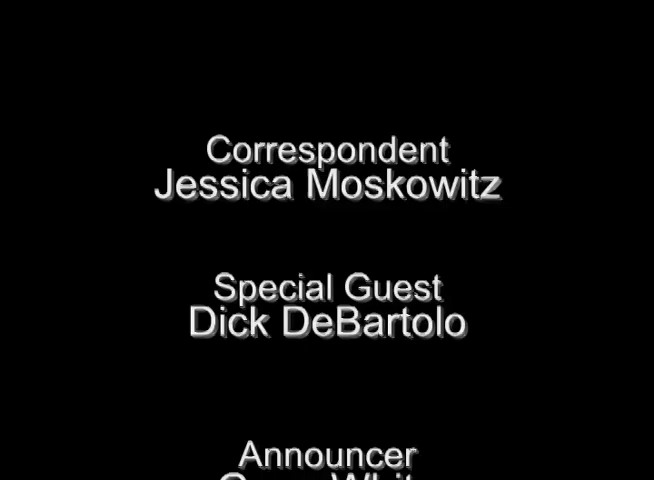 Correspondent
Jessica Moskowitz
Special Guest
Dick DeBartolo
Announcer